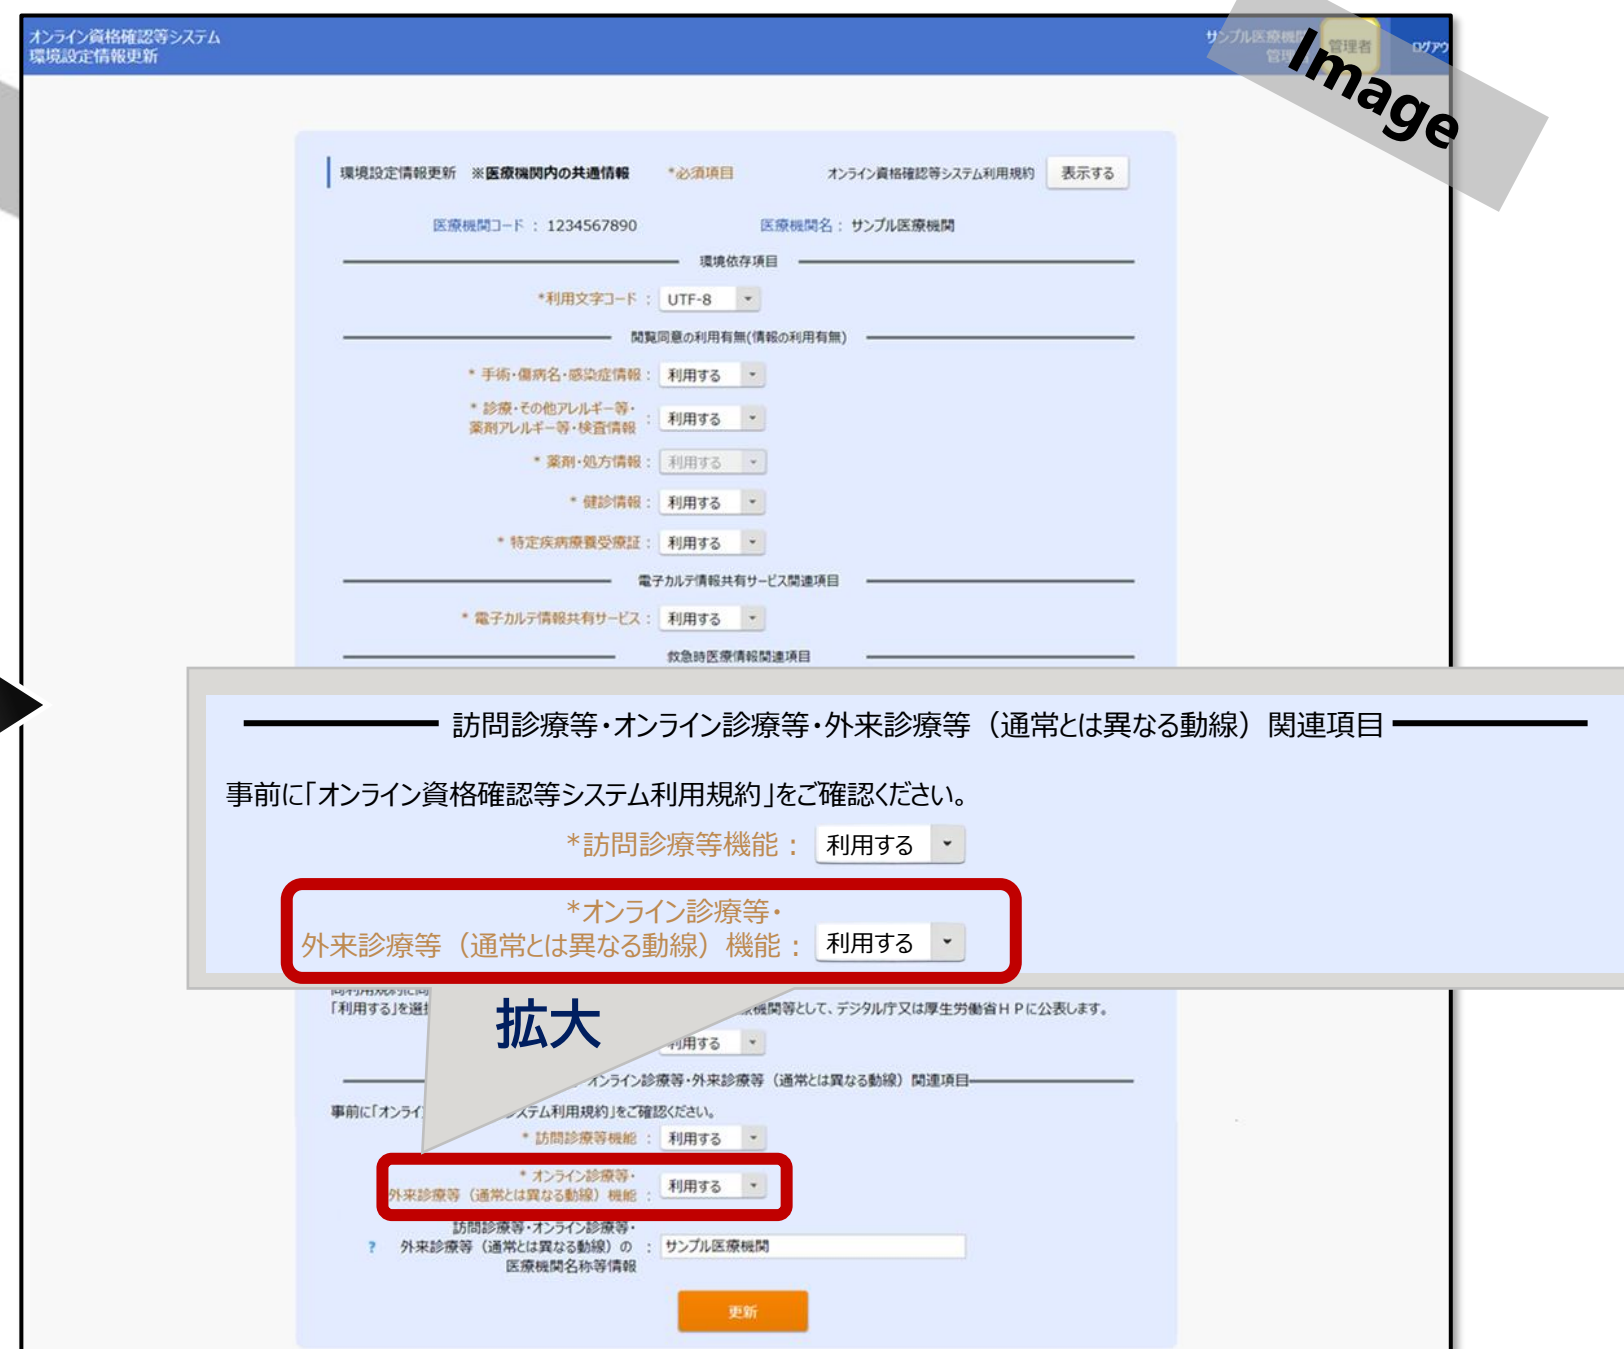 オンライン資格確認等システム
環境設定情報更新
サンプル医療機関
管理者
ログアウ
Image
環境設定情報更新 ※医療機関内の共通情報 *必須項目 オンライン資格確認等システム利用規約 表示する
医療機関コード : 1234567890 医療機関名 : サンプル医療機関
環境依存項目
*利用文字コード : UTF-8
閲覧同意の利用有無(情報の利用有無)
* 手術・傷病名・感染症情報 : 利用する
* 診療・その他アレルギー等・
薬剤アレルギー等・検査情報 : 利用する
* 薬剤・処方情報 : 利用する
* 健診情報 : 利用する
* 特定疾病療養受療証 : 利用する
電子カルテ情報共有サービス関連項目
* 電子カルテ情報共有サービス : 利用する
救急時医療情報関連項目
訪問診療等・オンライン診療等・外来診療等（通常とは異なる動線）関連項目
事前に「オンライン資格確認等システム利用規約」をご確認ください。
*訪問診療等機能 : 利用する
*オンライン診療等・
外来診療等（通常とは異なる動線）機能 : 利用する
拡大
「利用する」を選 機関等として、デジタル庁又は厚生労働省ＨＰに公表します。
利用する
オンライン診療等・外来診療等（通常とは異なる動線）関連項目
事前に「オンライ ステム利用規約」をご確認ください。
* 訪問診療等機能 : 利用する
* オンライン診療等・
外来診療等（通常とは異なる動線）機能 : 利用する
訪問診療等・オンライン診療等・
? 外来診療等（通常とは異なる動線）の : サンプル医療機関
医療機関名称等情報
更新